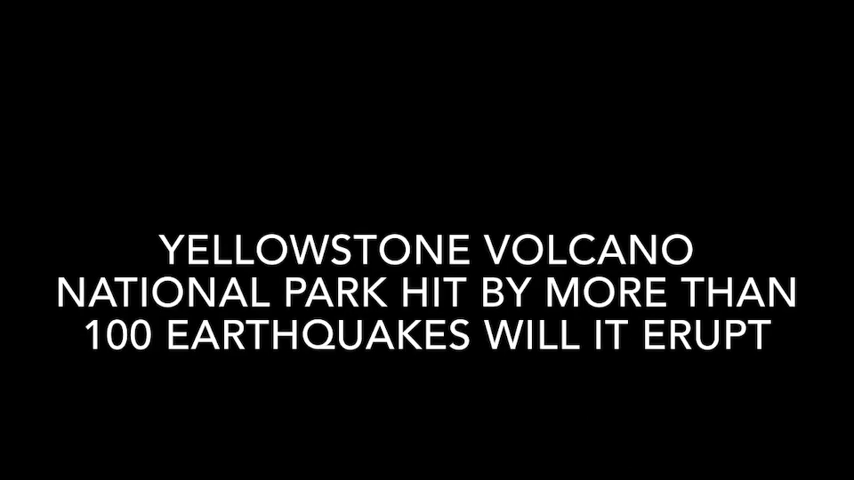 YELLOWSTONE VOLCANO
NATIONAL PARK HIT BY MORE THAN
100 EARTHQUAKES WILL IT ERUPT